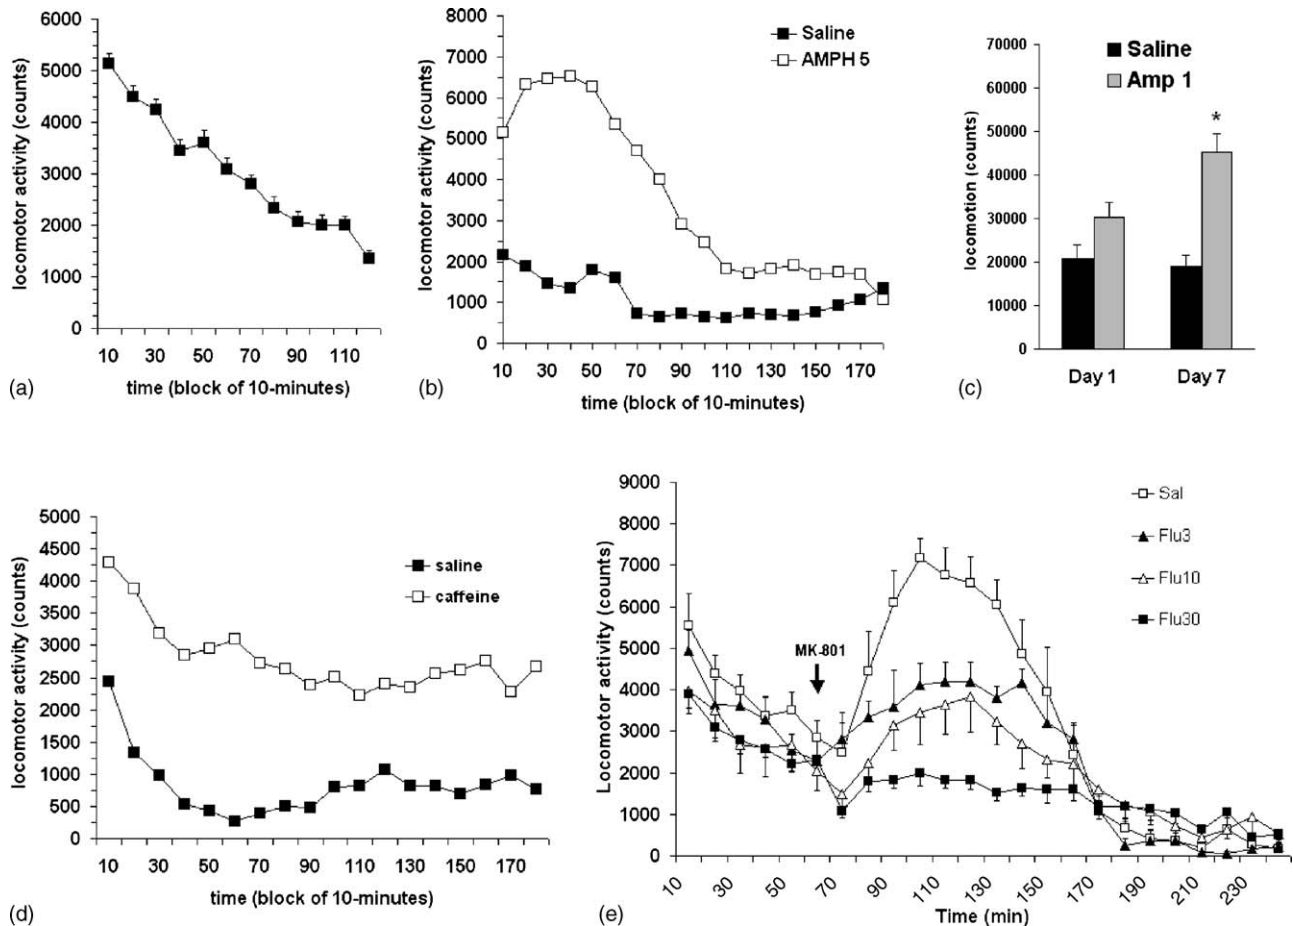 6000
5000
4000
3000
2000
1000
0
10 30 50 70 90 110
locomotor activity (counts)
time (block of 10-minutes)
(a)
8000
7000
6000
5000
4000
3000
2000
1000
0
10 30 50 70 90 110 130 150 170
locomotor activity (counts)
time (block of 10-minutes)
Saline
AMPH 5
(b)
70000
60000
50000
40000
30000
20000
10000
0
locomotion (counts)
Saline
Amp 1
*
Day 1 Day 7
(c)
5000
4500
4000
3500
3000
2500
2000
1500
1000
500
0
10 30 50 70 90 110 130 150 170
locomotor activity (counts)
time (block of 10-minutes)
saline
caffeine
(d)
9000
8000
7000
6000
5000
4000
3000
2000
1000
0
10 30 50 70 90 110 130 150 170 190 210 230
Locomotor activity (counts)
Time (min)
MK-801
Sal
Flu3
Flu10
Flu30
(e)